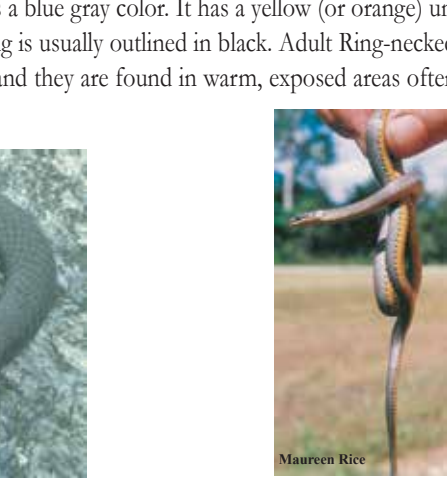 s a blue gray color. It has a yellow (or orange) un
g is usually outlined in black. Adult Ring-necked
and they are found in warm, exposed areas often
Maureen Rice